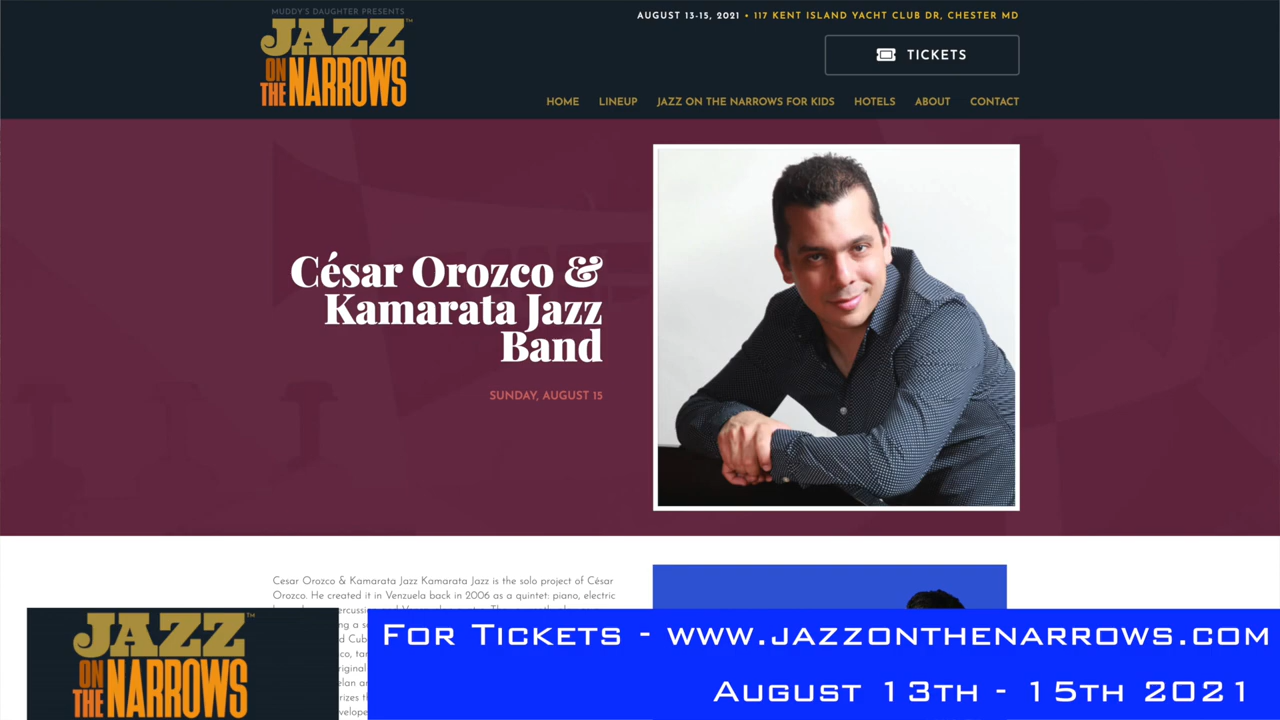 MUDDY'S DAUGHTER PRESENTS
JAZZ™
ON
THE NARROWS
AUGUST 13-15, 2021 • 117 KENT ISLAND YACHT CLUB DR, CHESTER MD
TICKETS
HOME LINEUP JAZZ ON THE NARROWS FOR KIDS HOTELS ABOUT CONTACT
César Orozco &
Kamarata Jazz
Band
SUNDAY, AUGUST 15
Cesar Orozco & Kamarata Jazz Kamarata Jazz is the solo project of César
Orozco. He created it in Venzuela back in 2006 as a quintet: piano, electric
JAZZ™
ON
THE NARROWS
FOR TICKETS - WWW.JAZZONTHENARROWS.COM
AUGUST 13TH - 15TH 2021